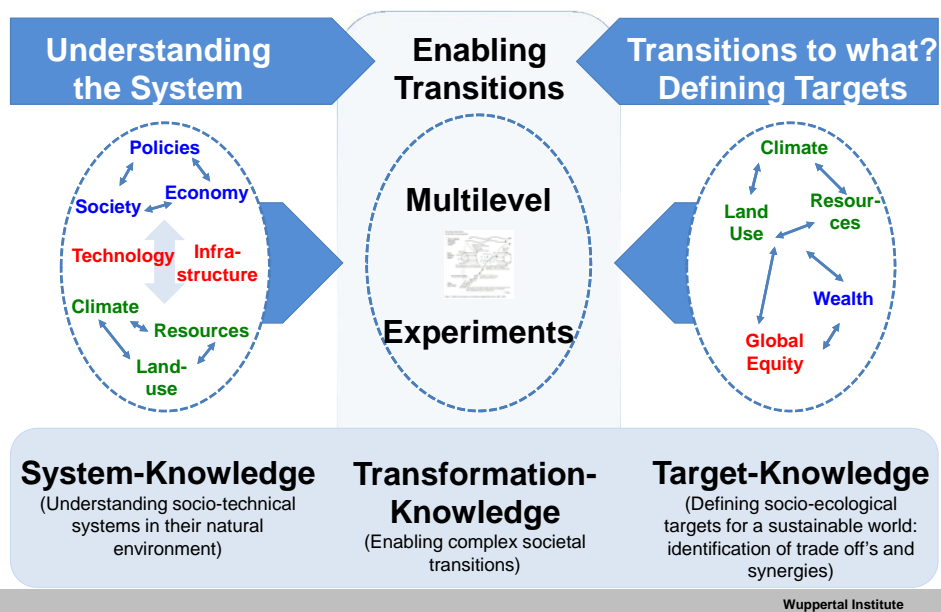 Understanding
the System
Enabling
Transitions
Transitions to what?
Defining Targets
Policies
Economy
Society
Technology
Infra-
structure
Climate
Resources
Land-
use
Multilevel
Experiments
Climate
Land
Use
Resour-
ces
Wealth
Global
Equity
System-Knowledge
(Understanding socio-technical
systems in their natural
environment)
Transformation-
Knowledge
(Enabling complex societal
transitions)
Target-Knowledge
(Defining socio-ecological
targets for a sustainable world:
identification of trade off's and
synergies)
Wuppertal Institute